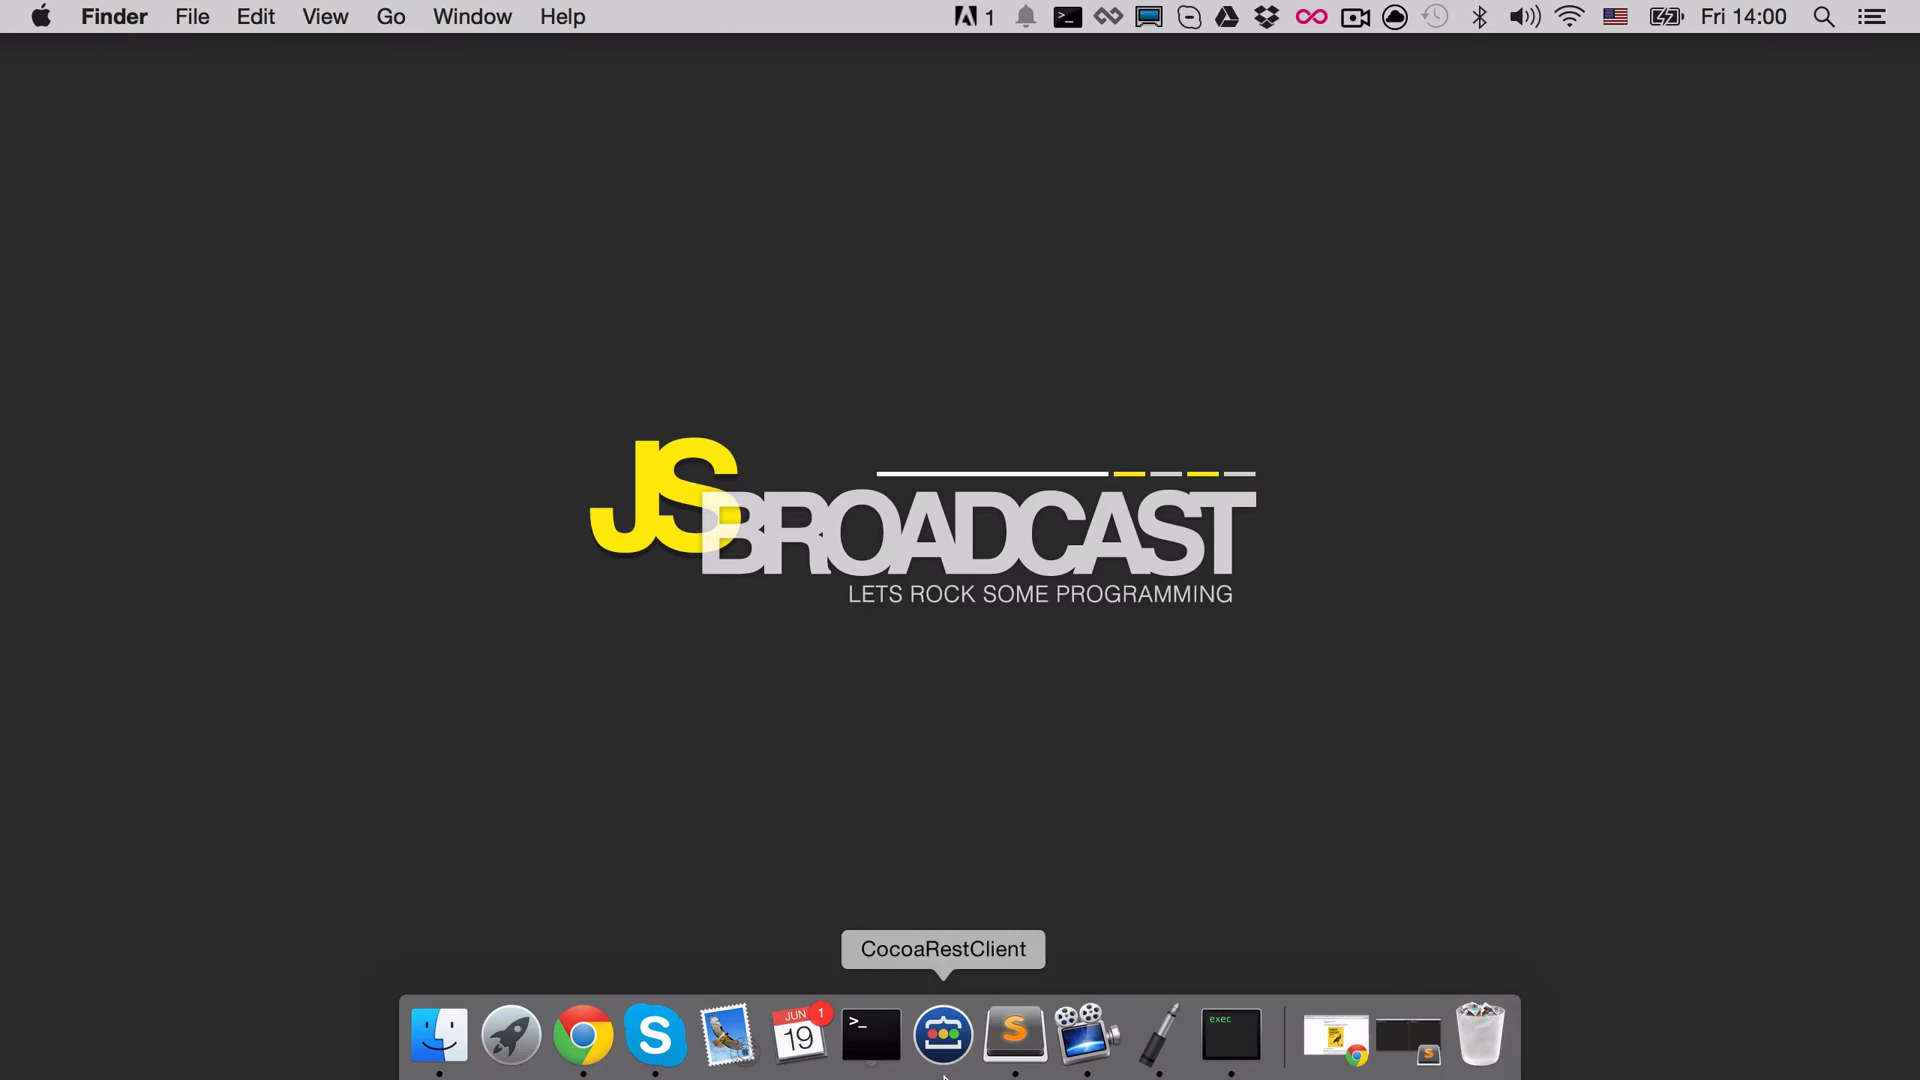 Finder File Edit View Go Window Help 1 Fri 14:00
JS
BROADCAST
LETS ROCK SOME PROGRAMMING
CocoaRestClient
JUN 1
19
>_
S
S
exec
S